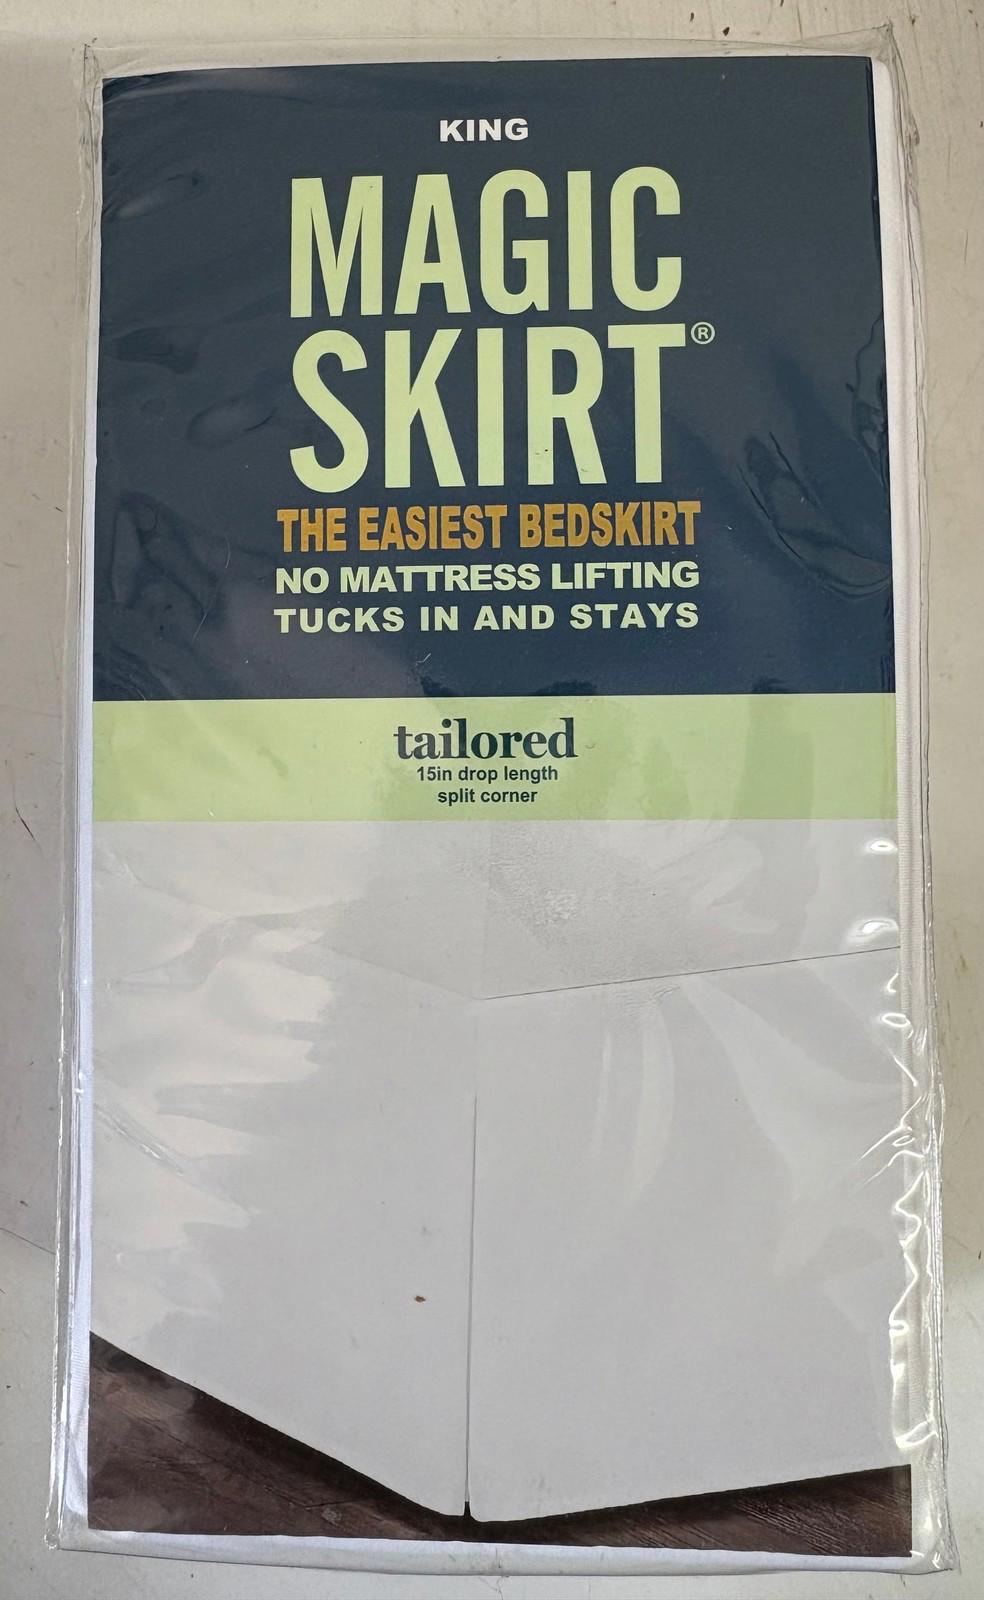 KING
MAGIC
SKIRT®
THE EASIEST BEDSKIRT
NO MATTRESS LIFTING
TUCKS IN AND STAYS
tailored
15in drop length
split corner